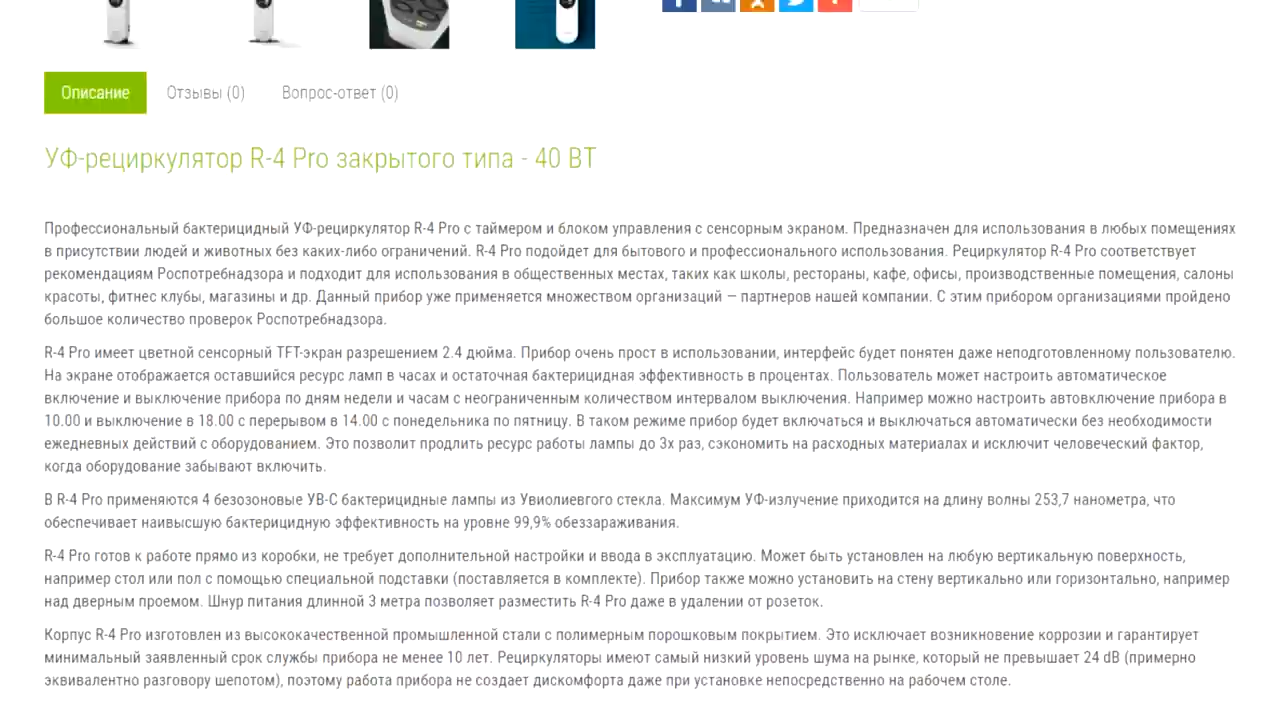 Описание
Отзывы (0)
Вопрос-ответ (0)
УФ-рециркулятор R-4 Pro закрытого типа - 40 ВТ
Профессиональный бактерицидный УФ-рециркулятор R-4 Pro с таймером и блоком управления с сенсорным экраном. Предназначен для использования в любых помещениях
в присутствии людей и животных без каких-либо ограничений. R-4 Pro подойдет для бытового и профессионального использования. Рециркулятор R-4 Pro соответствует
рекомендациям Роспотребнадзора и подходит для использования в общественных местах, таких как школы, рестораны, кафе, офисы, производственные помещения, салоны
красоты, фитнес клубы, магазины и др. Данный прибор уже применяется множеством организаций — партнеров нашей компании. С этим прибором организациями пройдено
большое количество проверок Роспотребнадзора.
R-4 Pro имеет цветной сенсорный TFT-экран разрешением 2.4 дюйма. Прибор очень прост в использовании, интерфейс будет понятен даже неподготовленному пользователю.
На экране отображается оставшийся ресурс ламп в часах и остаточная бактерицидная эффективность в процентах. Пользователь может настроить автоматическое
включение и выключение прибора по дням недели и часам с неограниченным количеством интервалом выключения. Например можно настроить автовключение прибора в
10.00 и выключение в 18.00 с перерывом в 14.00 с понедельника по пятницу. В таком режиме прибор будет включаться и выключаться автоматически без необходимости
ежедневных действий с оборудованием. Это позволит продлить ресурс работы лампы до 3х раз, сэкономить на расходных материалах и исключит человеческий фактор,
когда оборудование забывают включить.
В R-4 Pro применяются 4 безозоновые УВ-С бактерицидные лампы из Увиолиевгого стекла. Максимум УФ-излучение приходится на длину волны 253,7 нанометра, что
обеспечивает наивысшую бактерицидную эффективность на уровне 99,9% обеззараживания.
R-4 Pro готов к работе прямо из коробки, не требует дополнительной настройки и ввода в эксплуатацию. Может быть установлен на любую вертикальную поверхность,
например стол или пол с помощью специальной подставки (поставляется в комплекте). Прибор также можно установить на стену вертикально или горизонтально, например
над дверным проемом. Шнур питания длинной 3 метра позволяет разместить R-4 Pro даже в удалении от розеток.
Корпус R-4 Pro изготовлен из высококачественной промышленной стали с полимерным порошковым покрытием. Это исключает возникновение коррозии и гарантирует
минимальный заявленный срок службы прибора не менее 10 лет. Рециркуляторы имеют самый низкий уровень шума на рынке, который не превышает 24 dB (примерно
эквивалентно разговору шепотом), поэтому работа прибора не создает дискомфорта даже при установке непосредственно на рабочем столе.